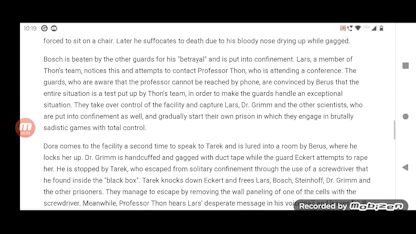 10:19
forced to sit on a chair. Later he suffocates to death due to his bloody nose drying up while gagged.
Bosch is beaten by the other guards for his "betrayal" and is put into confinement. Lars, a member of
Thon's team, notices this and attempts to contact Professor Thon, who is attending a conference. The
guards, who are aware that the professor cannot be reached by phone, are convinced by Berus that the
entire situation is a test put up by Thon's team, in order to make the guards handle an exceptional
situation. They take over control of the facility and capture Lars, Dr. Grimm and the other scientists, who
are put into confinement as well, and gradually start their own prison in which they engage in brutally
sadistic games with total control.
Dora comes to the facility a second time to speak to Tarek and is lured into a room by Berus, where he
locks her up. Dr. Grimm is handcuffed and gagged with duct tape while the guard Eckert attempts to rape
her. He is stopped by Tarek, who escaped from solitary confinement through the use of a screwdriver that
he found inside the "black box". Tarek knocks down Eckert and frees Lars, Bosch, Steinhoff, Dr. Grimm and
the other prisoners. They manage to escape by removing the wall paneling of one of the cells with the
screwdriver. Meanwhile, Professor Thon hears Lars' desperate message in his
Recorded by mobizen